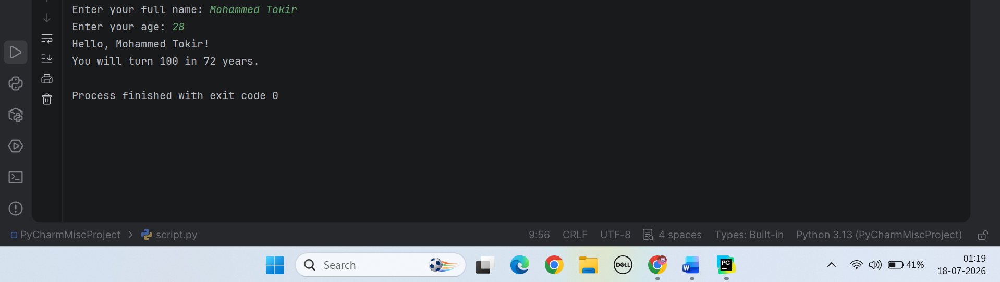 Enter your full name: Mohammed Tokir
Enter your age: 28
Hello, Mohammed Tokir!
You will turn 100 in 72 years.
Process finished with exit code 0
PyCharmMiscProject > script.py 9:56 CRLF UTF-8 4 spaces Types: Built-in Python 3.13 (PyCharmMiscProject)
Search DELL W PC 41% 01:19
18-07-2026